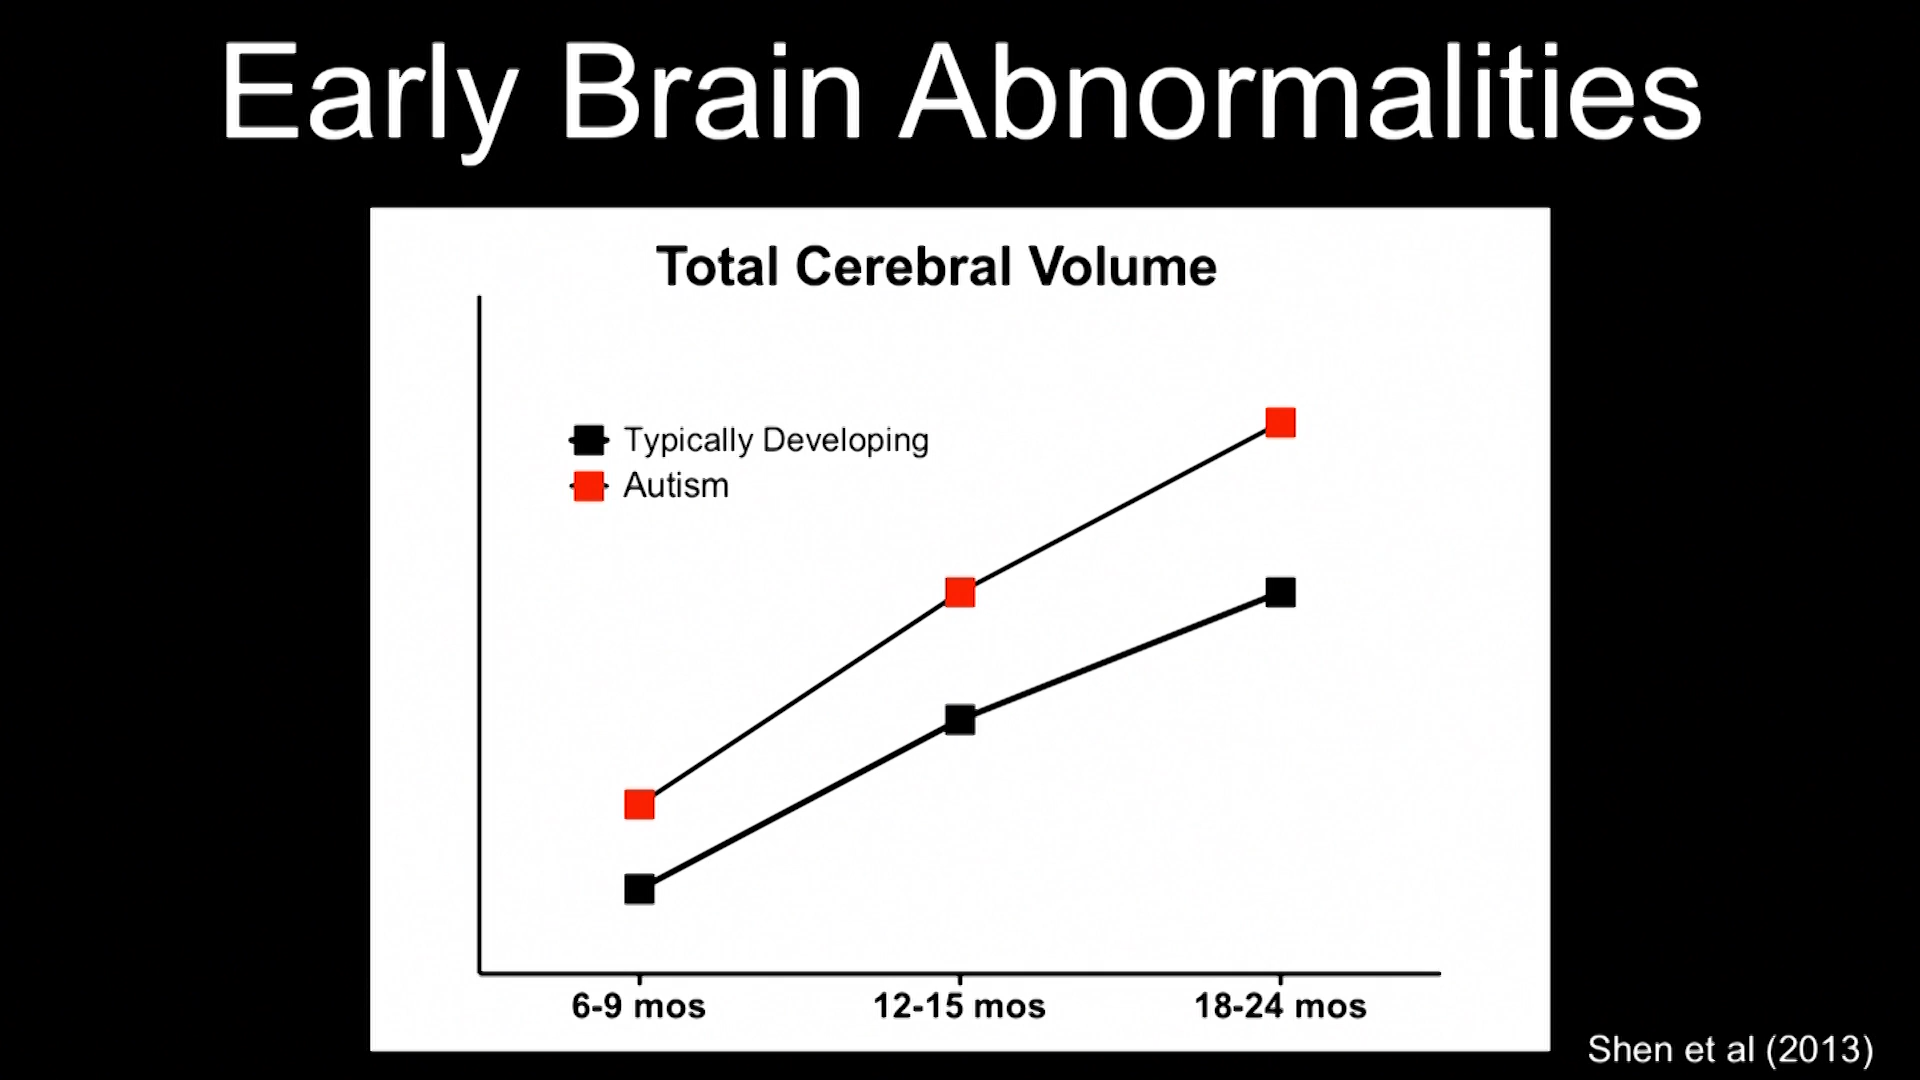 Early Brain Abnormalities
Total Cerebral Volume
Typically Developing
Autism
6-9 mos
12-15 mos
18-24 mos
Shen et al (2013)